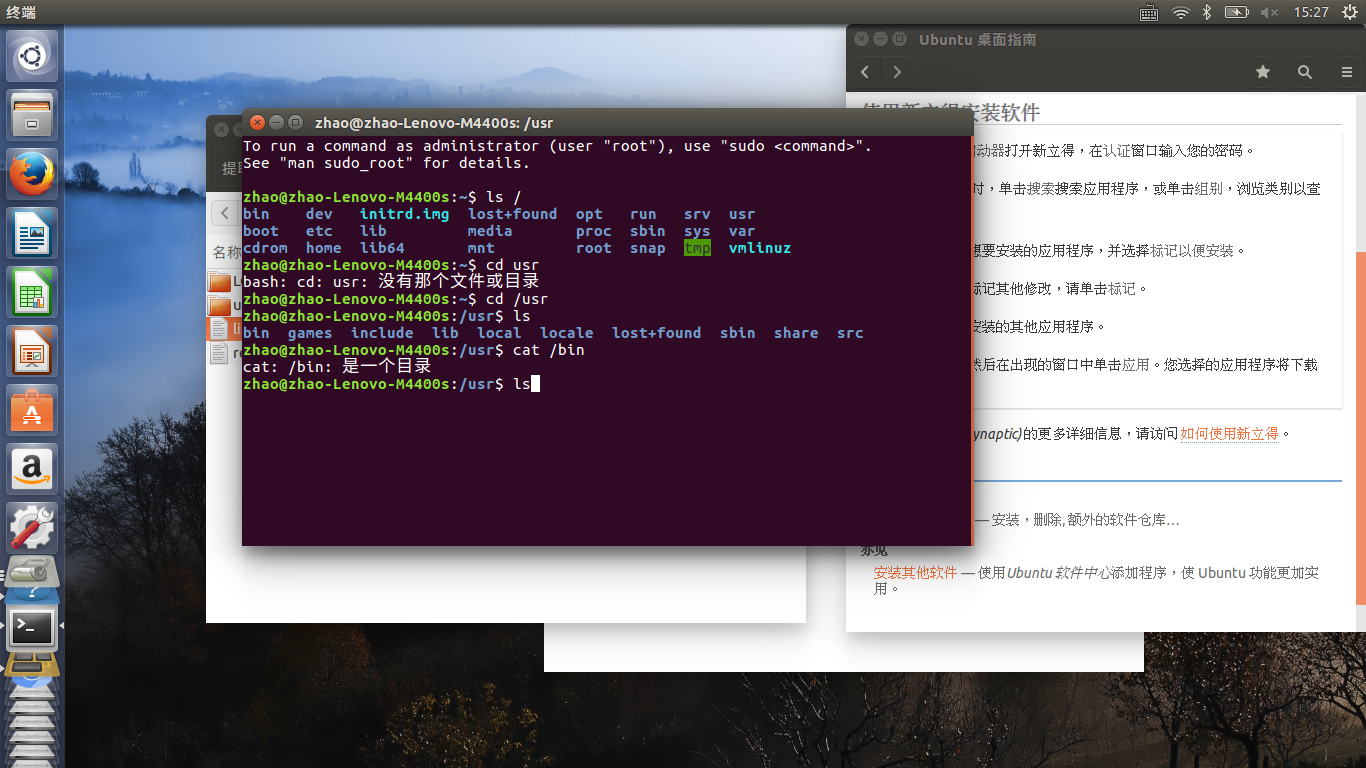 终端
15:27
Ubuntu 桌面指南
使用新立得安装软件
动器打开新立得，在认证窗口输入您的密码。
时，单击搜索搜索应用程序，或单击组别，浏览类别以查
要安装的应用程序，并选择标记以便安装。
标记其他修改，请单击标记。
安装的其他应用程序。
然后在出现的窗口中单击应用。您选择的应用程序将下载
ynaptic)的更多详细信息，请访问 如何使用新立得。
— 安装，删除, 额外的软件仓库…
亦见
安装其他软件 — 使用Ubuntu 软件中心添加程序，使 Ubuntu 功能更加实
用。
提取
名称
zhao@zhao-Lenovo-M4400s: /usr
To run a command as administrator (user "root"), use "sudo <command>".
See "man sudo_root" for details.
zhao@zhao-Lenovo-M4400s:~$ ls /
bin dev initrd.img lost+found opt run srv usr
boot etc lib media proc sbin sys var
cdrom home lib64 mnt root snap tmp vmlinuz
zhao@zhao-Lenovo-M4400s:~$ cd usr
bash: cd: usr: 没有那个文件或目录
zhao@zhao-Lenovo-M4400s:~$ cd /usr
zhao@zhao-Lenovo-M4400s:/usr$ ls
bin games include lib local locale lost+found sbin share src
zhao@zhao-Lenovo-M4400s:/usr$ cat /bin
cat: /bin: 是一个目录
zhao@zhao-Lenovo-M4400s:/usr$ ls